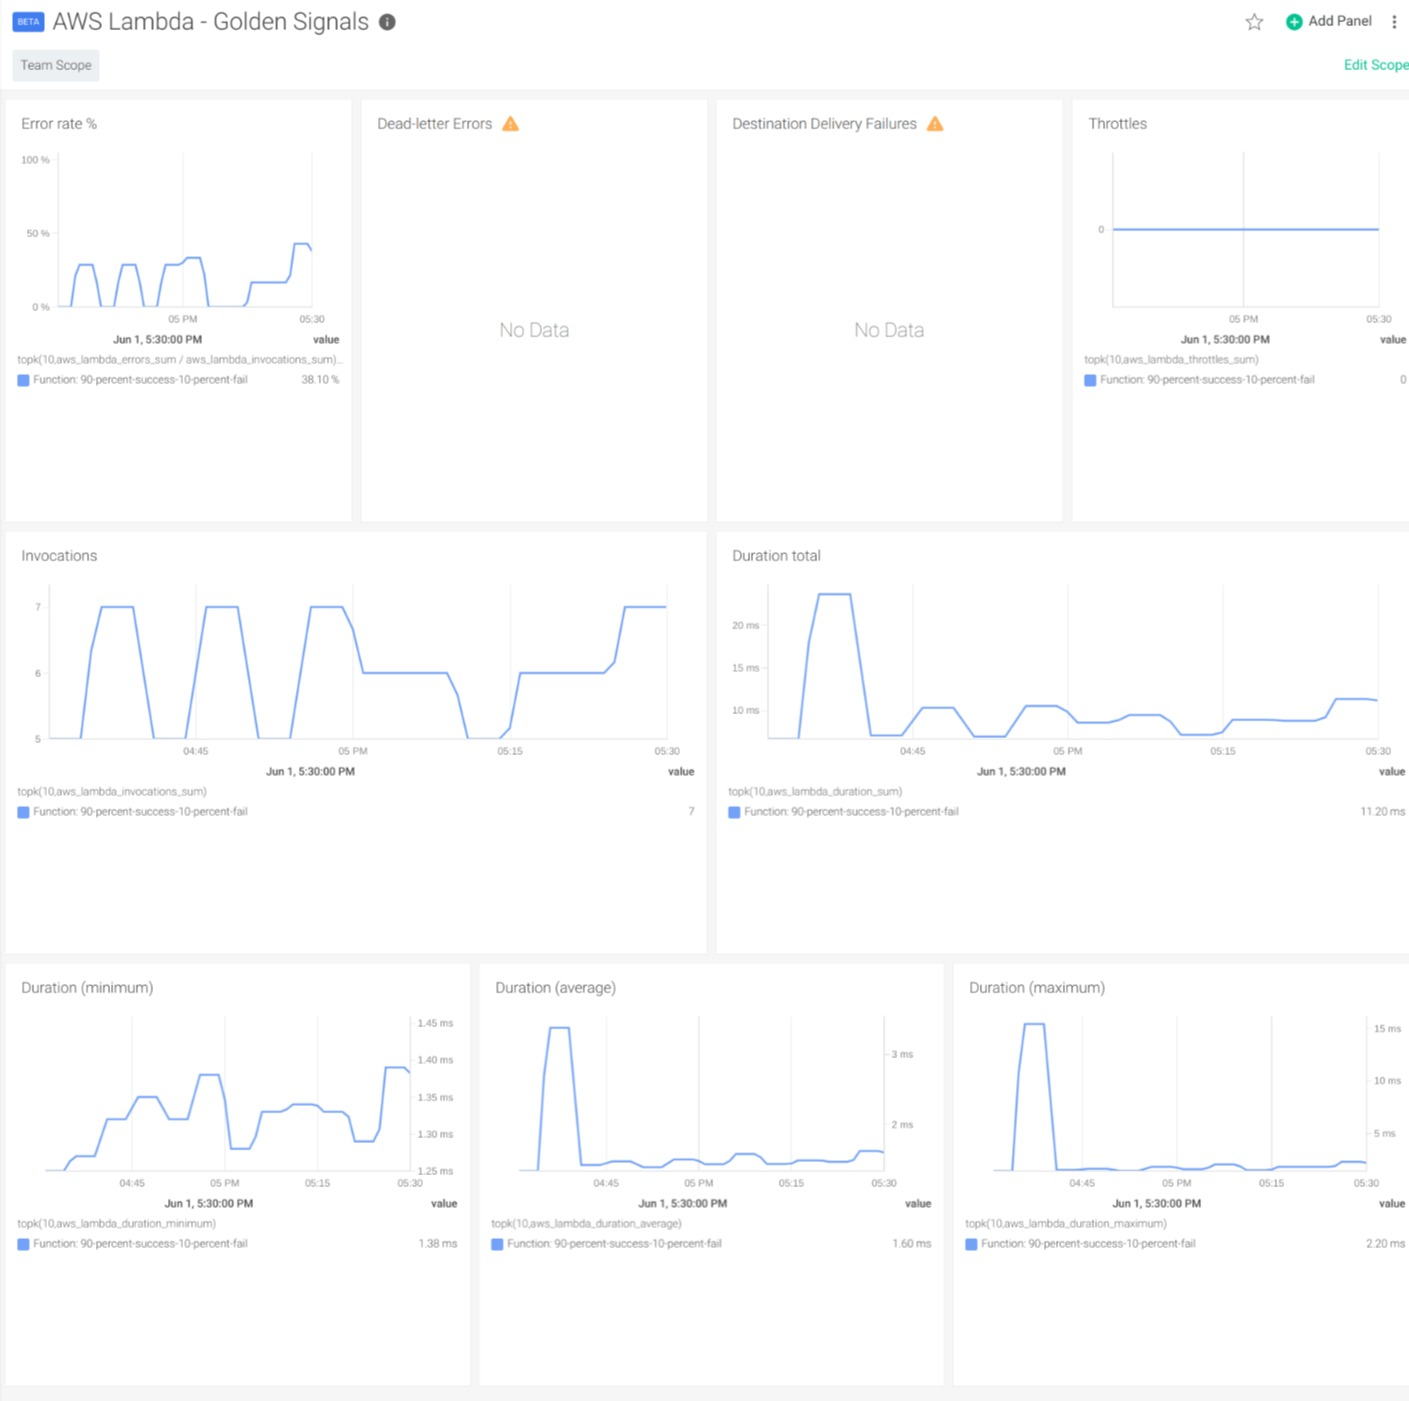 BETA AWS Lambda - Golden Signals
Add Panel
Team Scope
Edit Scope
Error rate %
100 %
50 %
0 %
05 PM 05:30
Jun 1, 5:30:00 PM value
topk(10,aws_lambda_errors_sum / aws_lambda_invocations_sum)...
Function: 90-percent-success-10-percent-fail 38.10 %
Dead-letter Errors
No Data
Destination Delivery Failures
No Data
Throttles
0
05 PM 05:30
Jun 1, 5:30:00 PM value
topk(10,aws_lambda_throttles_sum)
Function: 90-percent-success-10-percent-fail 0
Invocations
7
6
5
04:45 05 PM 05:15 05:30
Jun 1, 5:30:00 PM value
topk(10,aws_lambda_invocations_sum)
Function: 90-percent-success-10-percent-fail 7
Duration total
20 ms
15 ms
10 ms
04:45 05 PM 05:15 05:30
Jun 1, 5:30:00 PM value
topk(10,aws_lambda_duration_sum)
Function: 90-percent-success-10-percent-fail 11.20 ms
Duration (minimum)
1.45 ms
1.40 ms
1.35 ms
1.30 ms
1.25 ms
04:45 05 PM 05:15 05:30
Jun 1, 5:30:00 PM value
topk(10,aws_lambda_duration_minimum)
Function: 90-percent-success-10-percent-fail 1.38 ms
Duration (average)
3 ms
2 ms
04:45 05 PM 05:15 05:30
Jun 1, 5:30:00 PM value
topk(10,aws_lambda_duration_average)
Function: 90-percent-success-10-percent-fail 1.60 ms
Duration (maximum)
15 ms
10 ms
5 ms
04:45 05 PM 05:15 05:30
Jun 1, 5:30:00 PM value
topk(10,aws_lambda_duration_maximum)
Function: 90-percent-success-10-percent-fail 2.20 ms